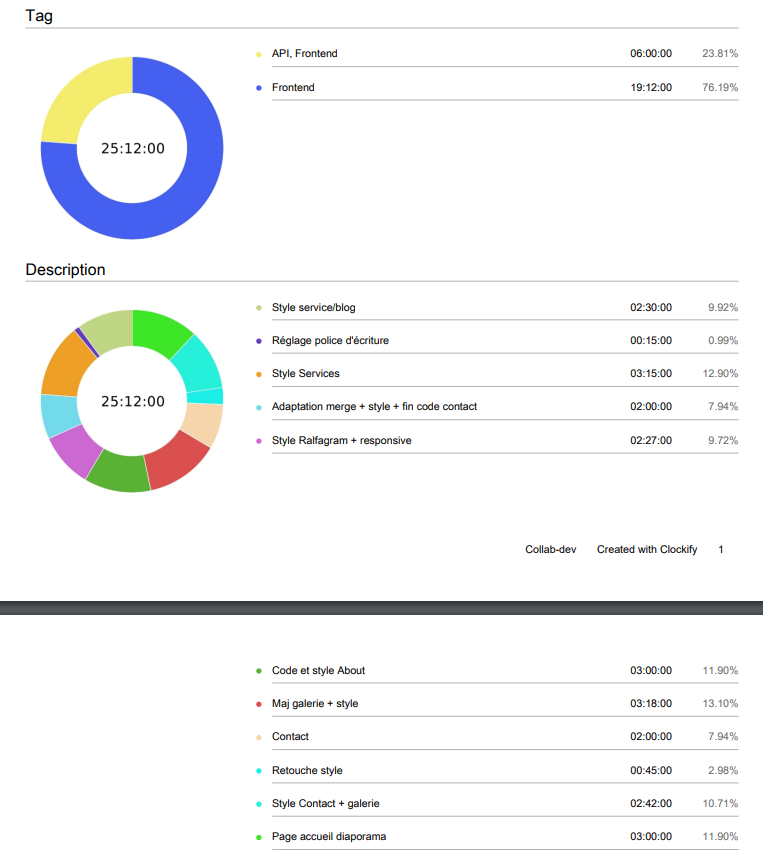 Tag
API, Frontend 06:00:00 23.81%
Frontend 19:12:00 76.19%
25:12:00
Description
Style service/blog 02:30:00 9.92%
Réglage police d'écriture 00:15:00 0.99%
Style Services 03:15:00 12.90%
25:12:00
Adaptation merge + style + fin code contact 02:00:00 7.94%
Style Ralfagram + responsive 02:27:00 9.72%
Collab-dev Created with Clockify 1
Code et style About 03:00:00 11.90%
Maj galerie + style 03:18:00 13.10%
Contact 02:00:00 7.94%
Retouche style 00:45:00 2.98%
Style Contact + galerie 02:42:00 10.71%
Page accueil diaporama 03:00:00 11.90%